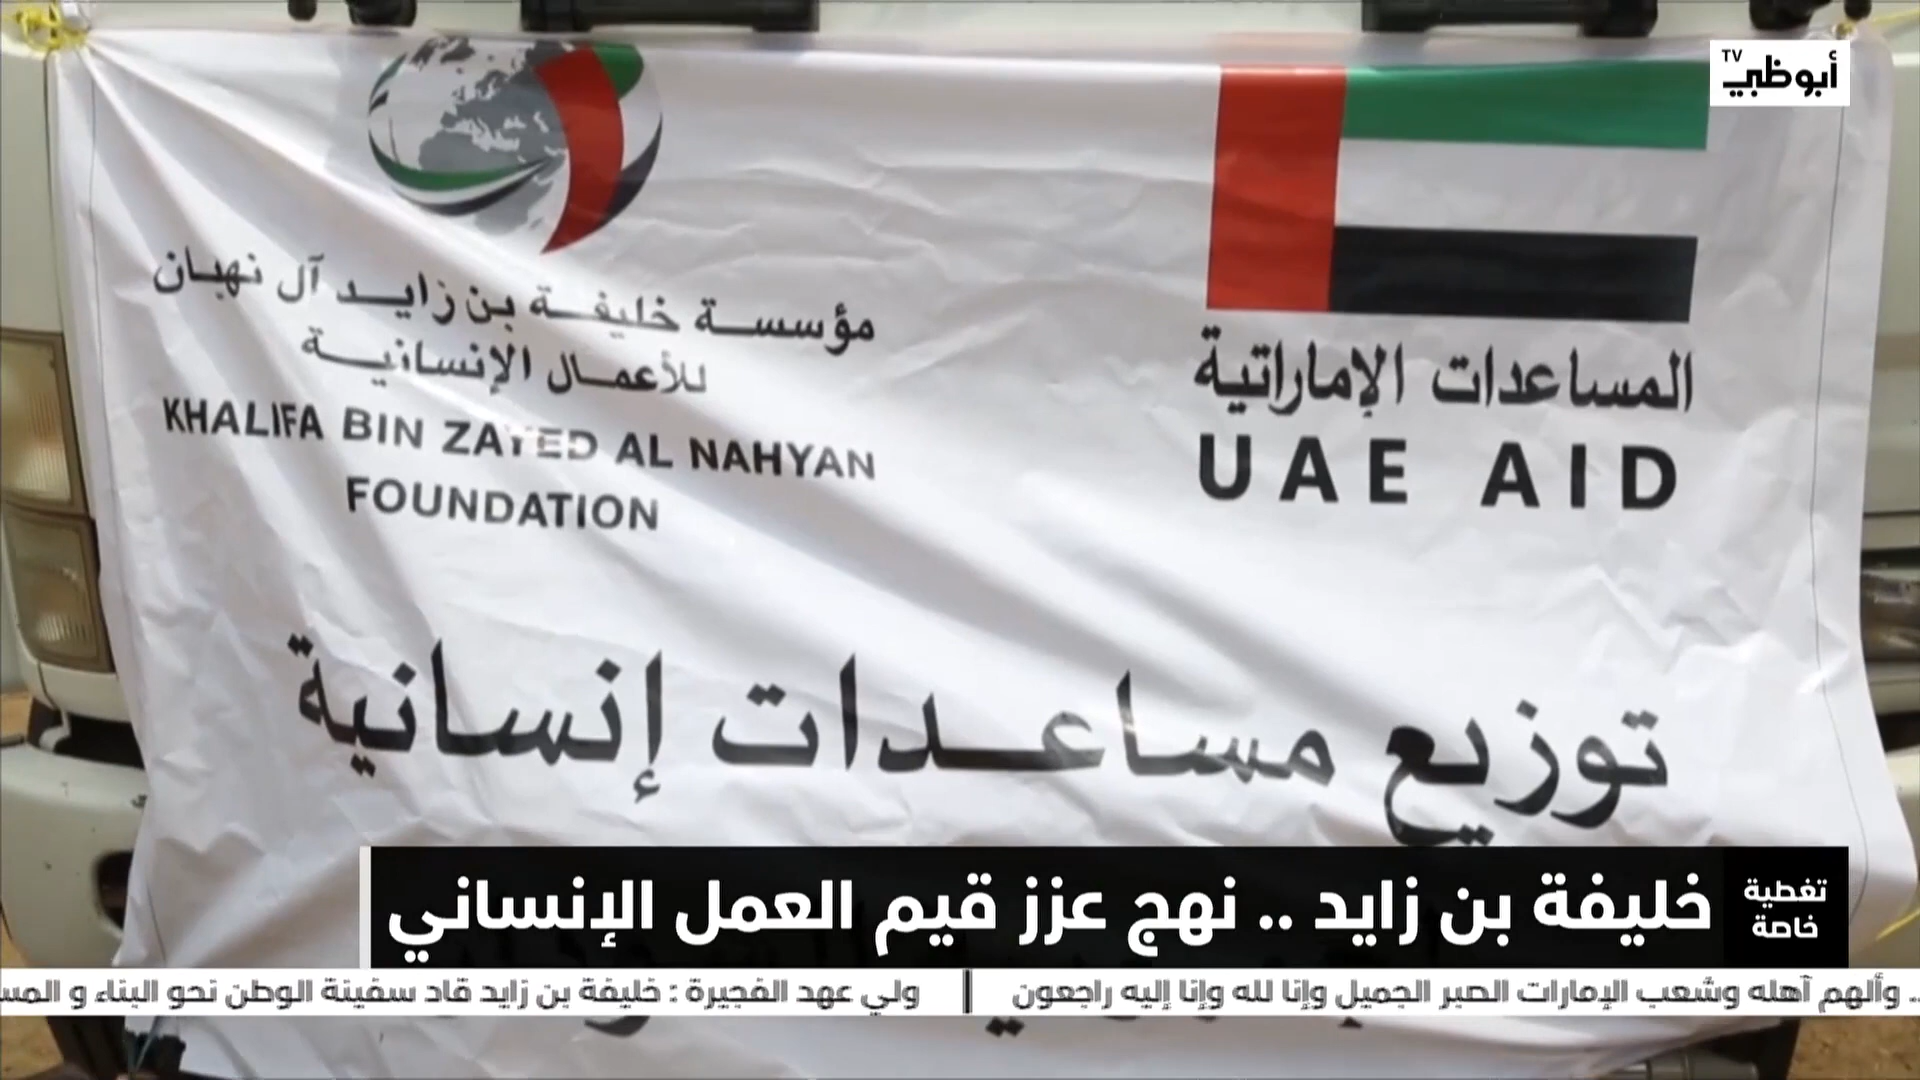 TV
أبوظبي
مؤسسة خليفة بن زايد آل نهيان
للأعمال الإنسانية
KHALIFA BIN ZAYED AL NAHYAN
FOUNDATION
المساعدات الإماراتية
UAE AID
توزيع مساعدات إنسانية
تغطية
خاصة
خليفة بن زايد .. نهج عزز قيم العمل الإنساني
.. وألهم آهله وشعب الإمارات الصبر الجميل وإنا لله وإنا إليه راجعون | ولي عهد الفجيرة : خليفة بن زايد قاد سفينة الوطن نحو البناء و